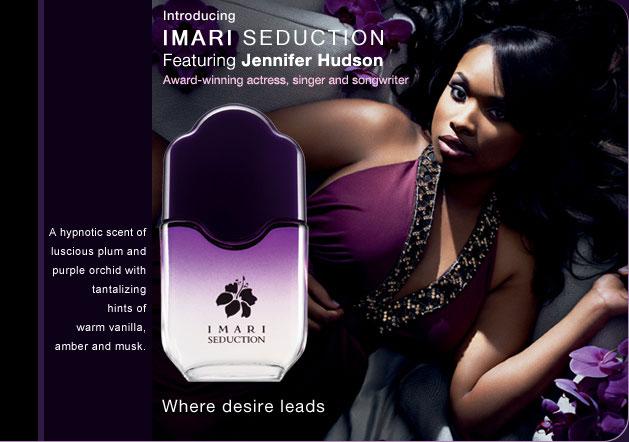 Introducing
IMARI SEDUCTION
Featuring Jennifer Hudson
Award-winning actress, singer and songwriter
A hypnotic scent of
luscious plum and
purple orchid with
tantalizing
hints of
warm vanilla,
amber and musk.
IMARI
SEDUCTION
Where desire leads